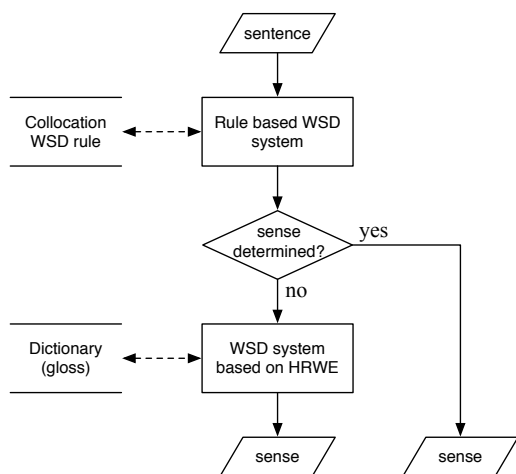 sentence
Collocation
WSD rule
Rule based WSD
system
sense
determined?
yes
no
Dictionary
(gloss)
WSD system
based on HRWE
sense
sense